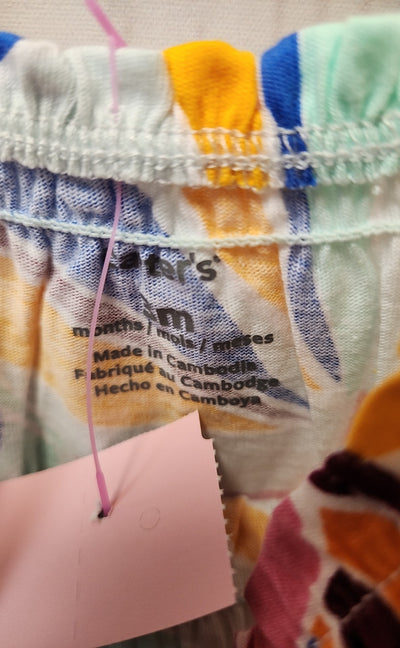 months / mois / meses
Made in Cambodia
Fabriqué au Cambodge
Hecho en Camboya